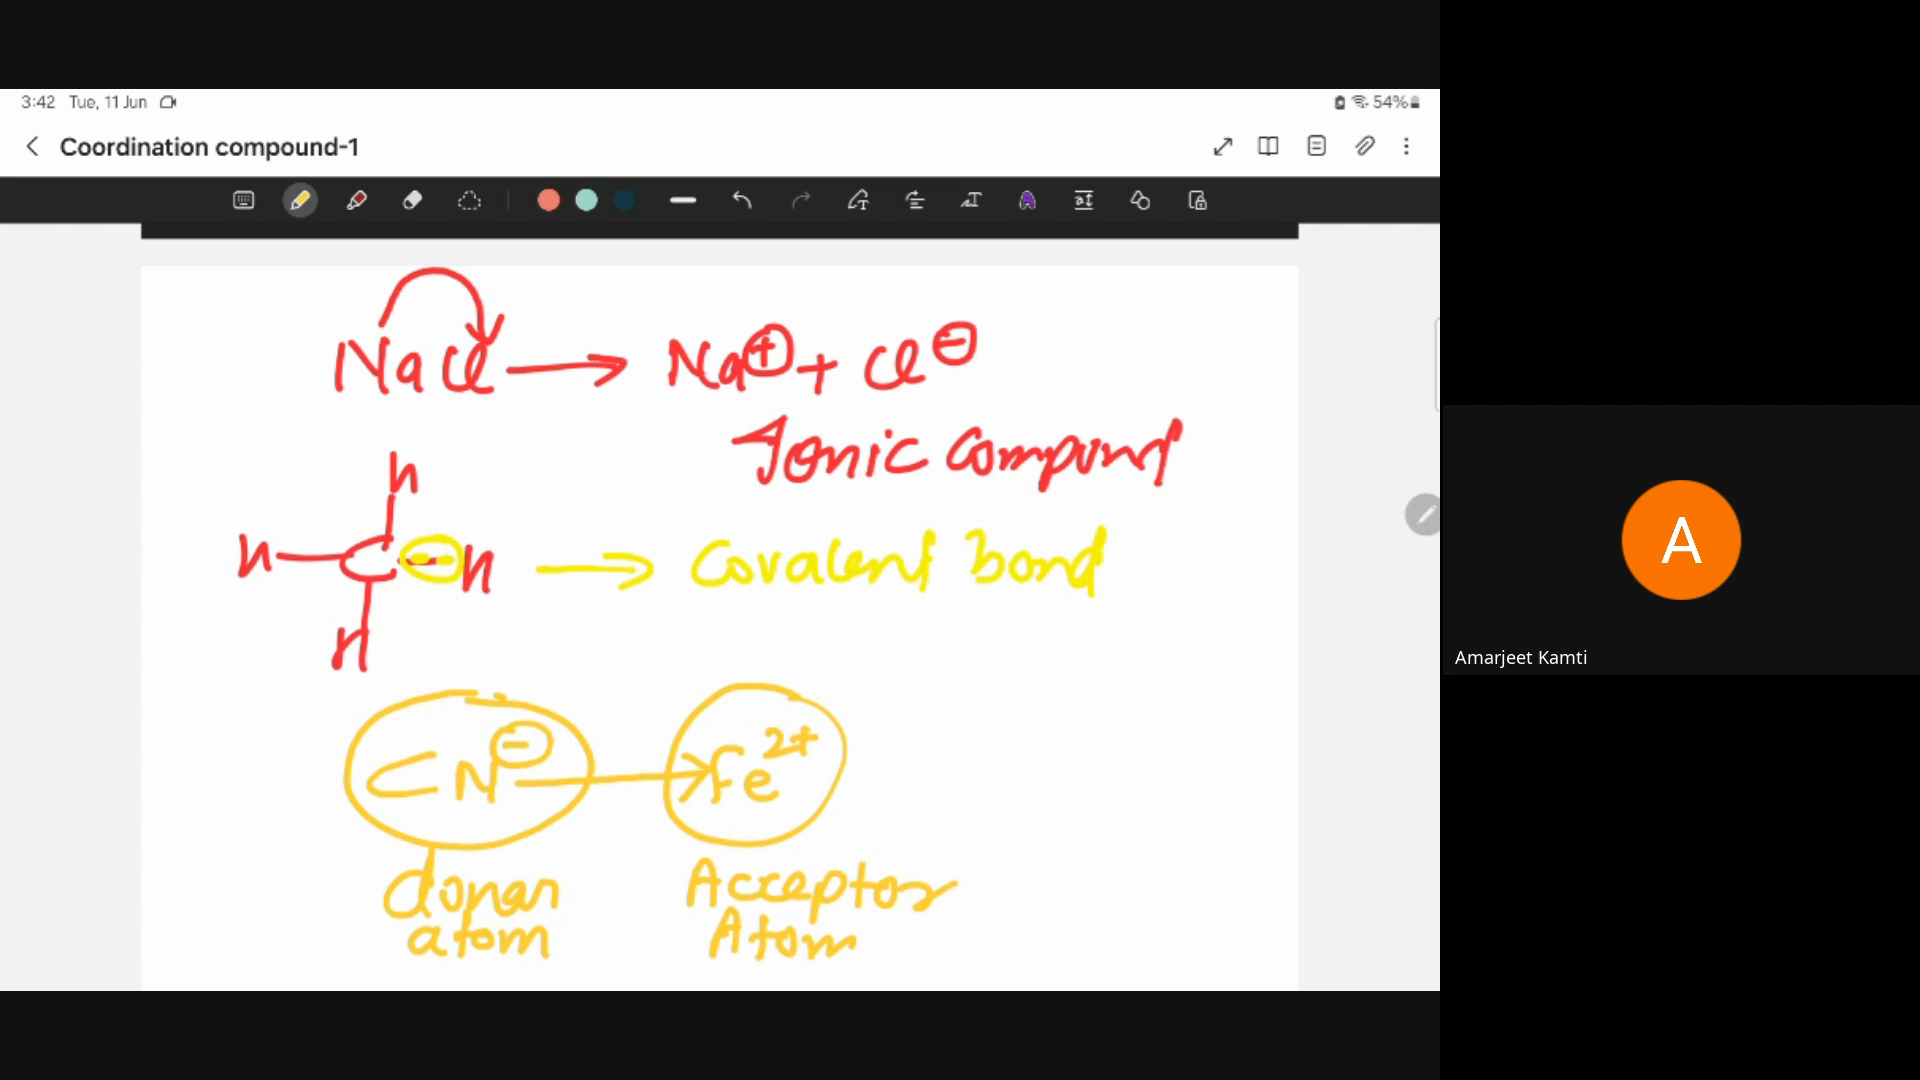 3:42 Tue, 11 Jun 54%
Coordination compound-1
NaCl → Na⊕ + Cl⊖
Ionic Compound
H
H—C—H → Covalent bond
H
CN⊖ → Fe²⁺
donar Acceptor
atom Atom
A
Amarjeet Kamti